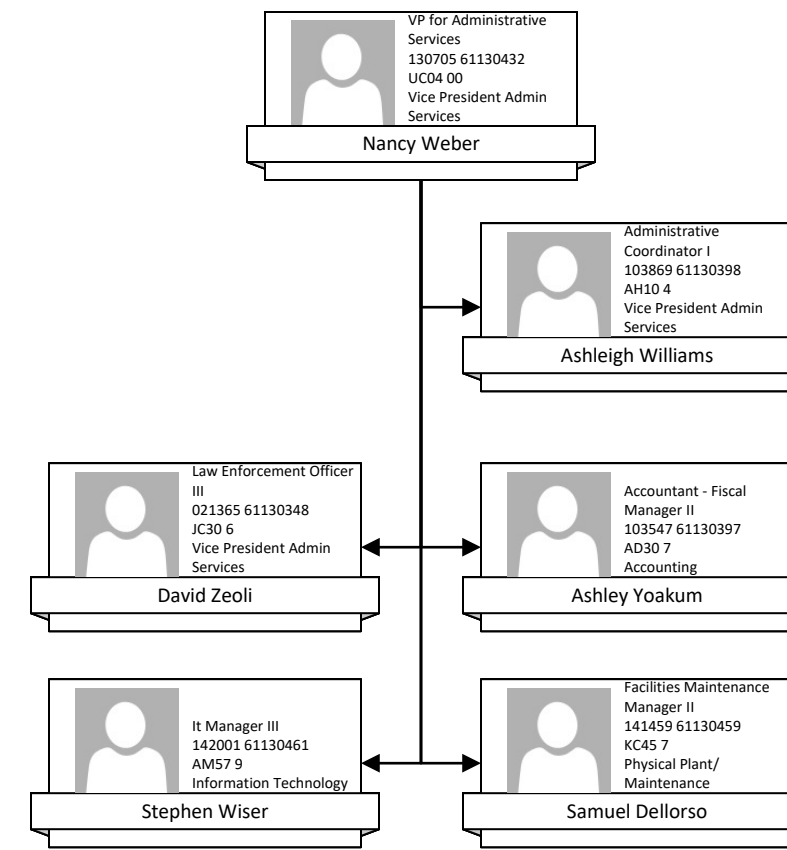 VP for Administrative
Services
130705 61130432
UC04 00
Vice President Admin
Services
Nancy Weber
Administrative
Coordinator I
103869 61130398
AH10 4
Vice President Admin
Services
Ashleigh Williams
Law Enforcement Officer
III
021365 61130348
JC30 6
Vice President Admin
Services
David Zeoli
Accountant - Fiscal
Manager II
103547 61130397
AD30 7
Accounting
Ashley Yoakum
It Manager III
142001 61130461
AM57 9
Information Technology
Stephen Wiser
Facilities Maintenance
Manager II
141459 61130459
KC45 7
Physical Plant/
Maintenance
Samuel Dellorso